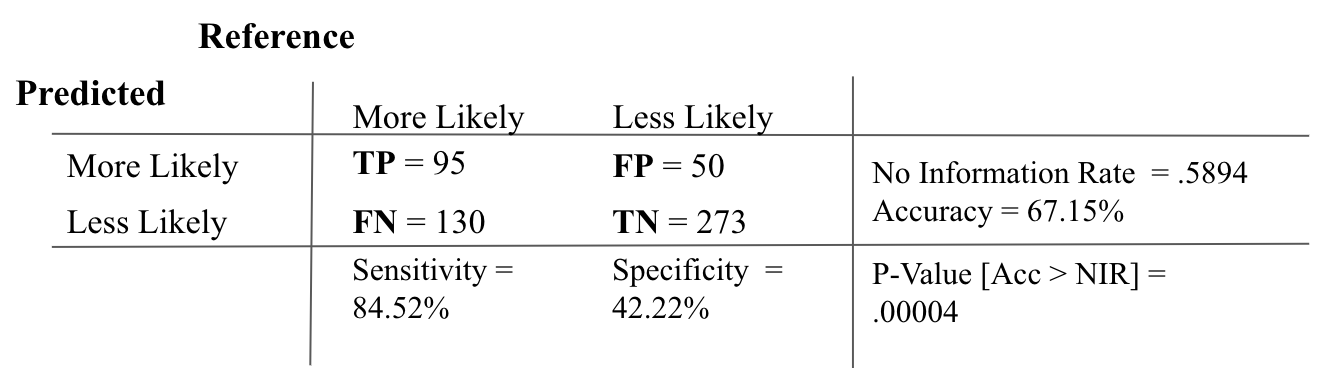 Reference
Predicted
More Likely Less Likely
More Likely TP = 95 FP = 50
No Information Rate = .5894
Less Likely FN = 130 TN = 273
Accuracy = 67.15%
Sensitivity =
84.52%
Specificity =
42.22%
P-Value [Acc > NIR] =
.00004